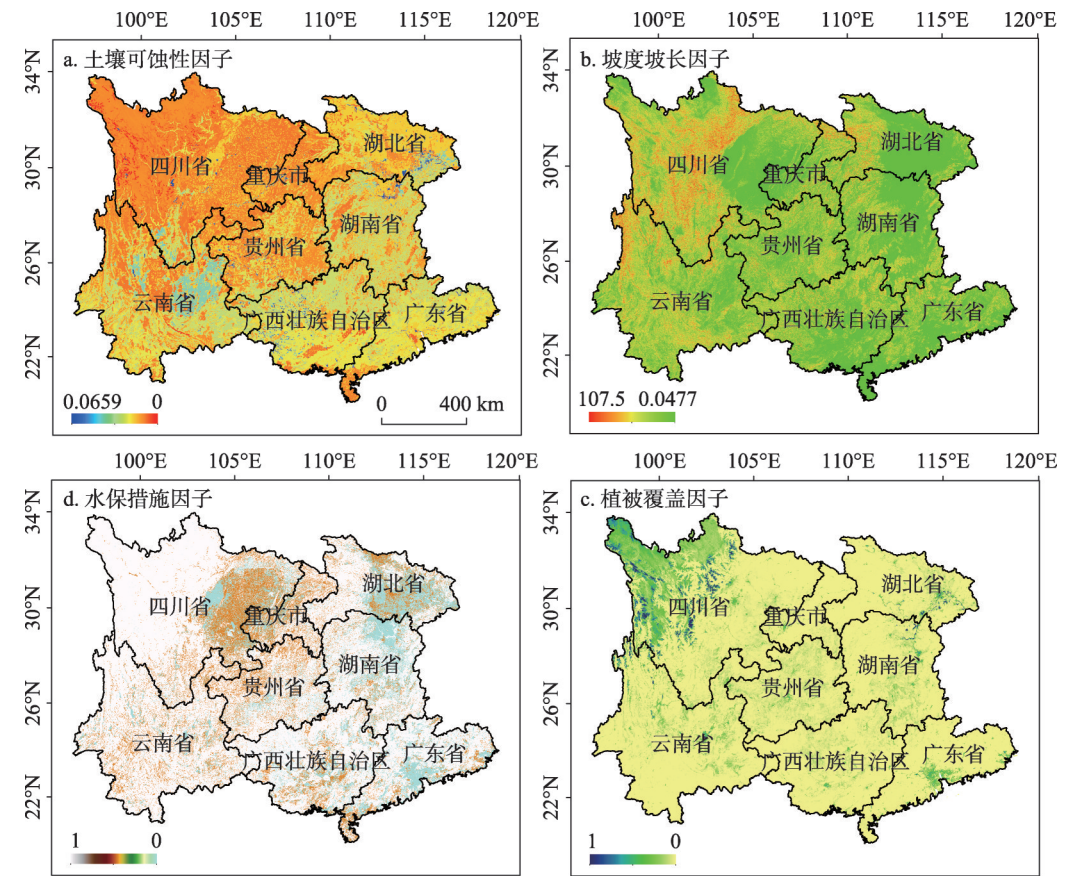 100°E 105°E 110°E 115°E 120°E
100°E 105°E 110°E 115°E 120°E
34°N
30°N
26°N
22°N
a. 土壤可蚀性因子
四川省
重庆市
湖北省
湖南省
贵州省
云南省
广西壮族自治区
广东省
0.0659 0
0 400 km
34°N
30°N
26°N
22°N
b. 坡度坡长因子
四川省
重庆市
湖北省
湖南省
贵州省
云南省
广西壮族自治区
广东省
107.5 0.0477
100°E 105°E 110°E 115°E 120°E
100°E 105°E 110°E 115°E 120°E
34°N
30°N
26°N
22°N
d. 水保措施因子
四川省
重庆市
湖北省
湖南省
贵州省
云南省
广西壮族自治区
广东省
1 0
34°N
30°N
26°N
22°N
c. 植被覆盖因子
四川省
重庆市
湖北省
湖南省
贵州省
云南省
广西壮族自治区
广东省
1 0